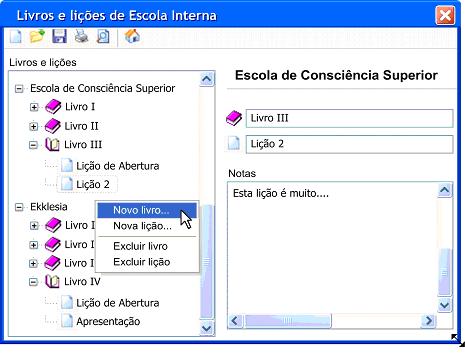 Livros e lições de Escola Interna
Livros e lições
Escola de Consciência Superior
Livro I
Livro II
Livro III
Lição de Abertura
Lição 2
Ekklesia
Livro I
Livro I
Livro I
Livro IV
Lição de Abertura
Apresentação
Novo livro...
Nova lição...
Excluir livro
Excluir lição
Escola de Consciência Superior
Livro III
Lição 2
Notas
Esta lição é muito....